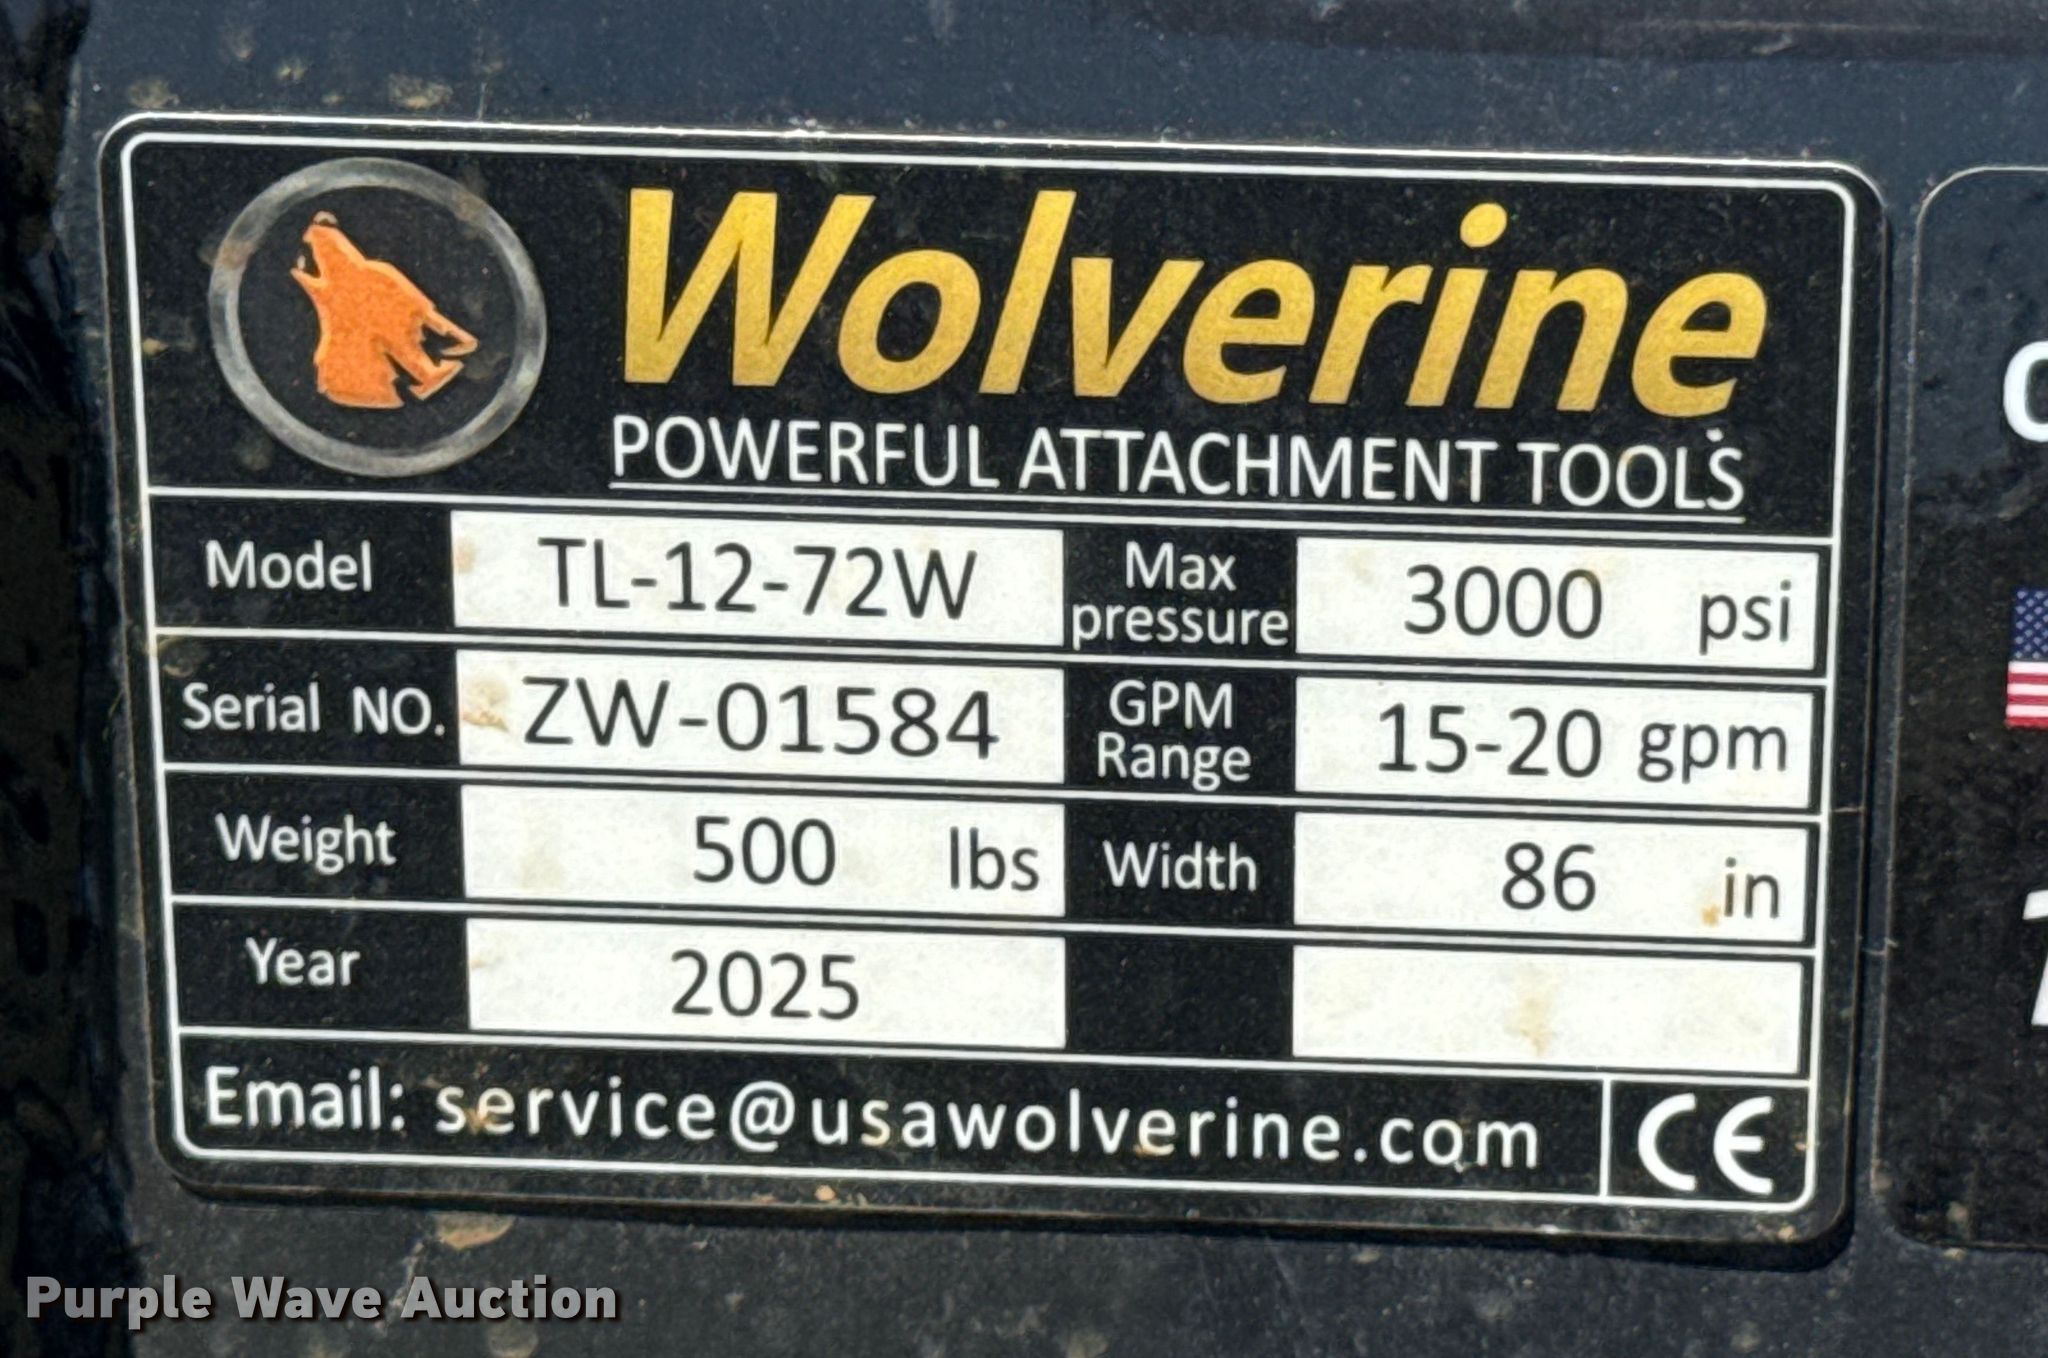 Wolverine
POWERFUL ATTACHMENT TOOLS
Model TL-12-72W Max pressure 3000 psi
Serial NO. ZW-01584 GPM Range 15-20 gpm
Weight 500 lbs Width 86 in
Year 2025
Email: service@usawolverine.com CE
Purple Wave Auction